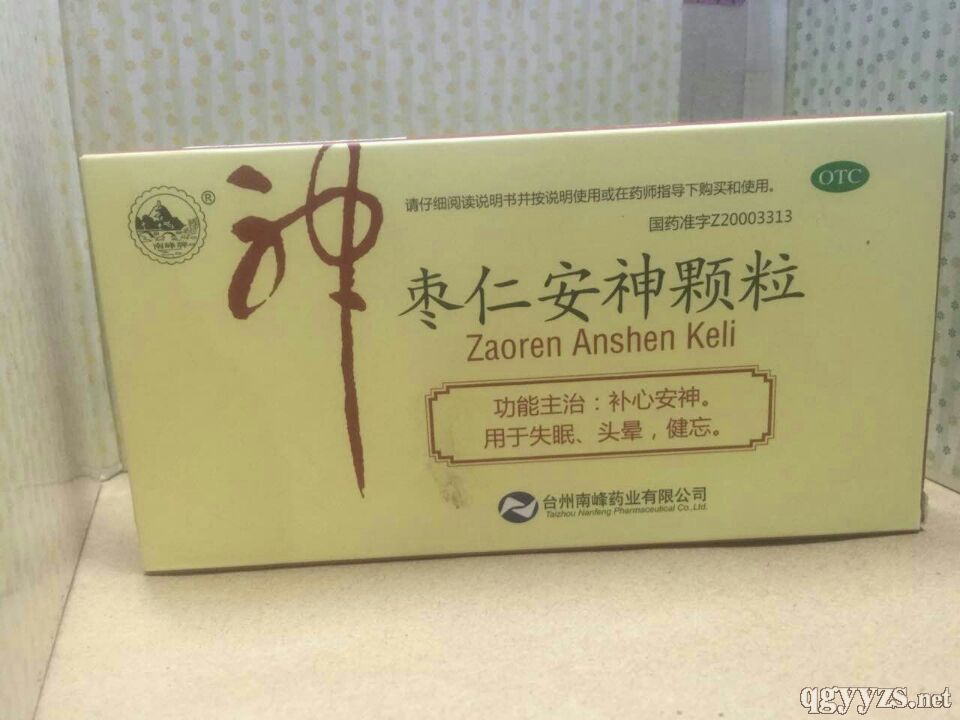 神
南峰牌
®
请仔细阅读说明书并按说明使用或在药师指导下购买和使用。
OTC
国药准字Z20003313
枣仁安神颗粒
Zaoren Anshen Keli
功能主治：补心安神。
用于失眠、头晕，健忘。
台州南峰药业有限公司
Taizhou Nanfeng Pharmaceutical Co.,Ltd.
qgyyzs.net